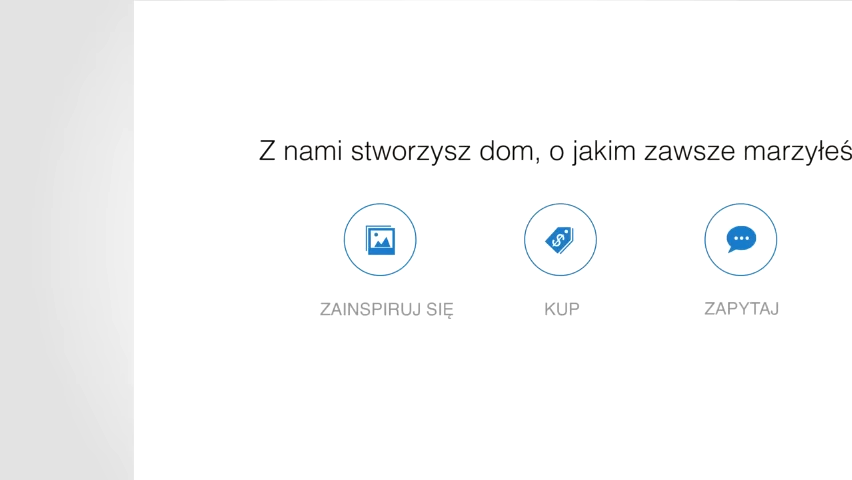 Z nami stworzysz dom, o jakim zawsze marzyłeś
ZAINSPIRUJ SIĘ
KUP
ZAPYTAJ